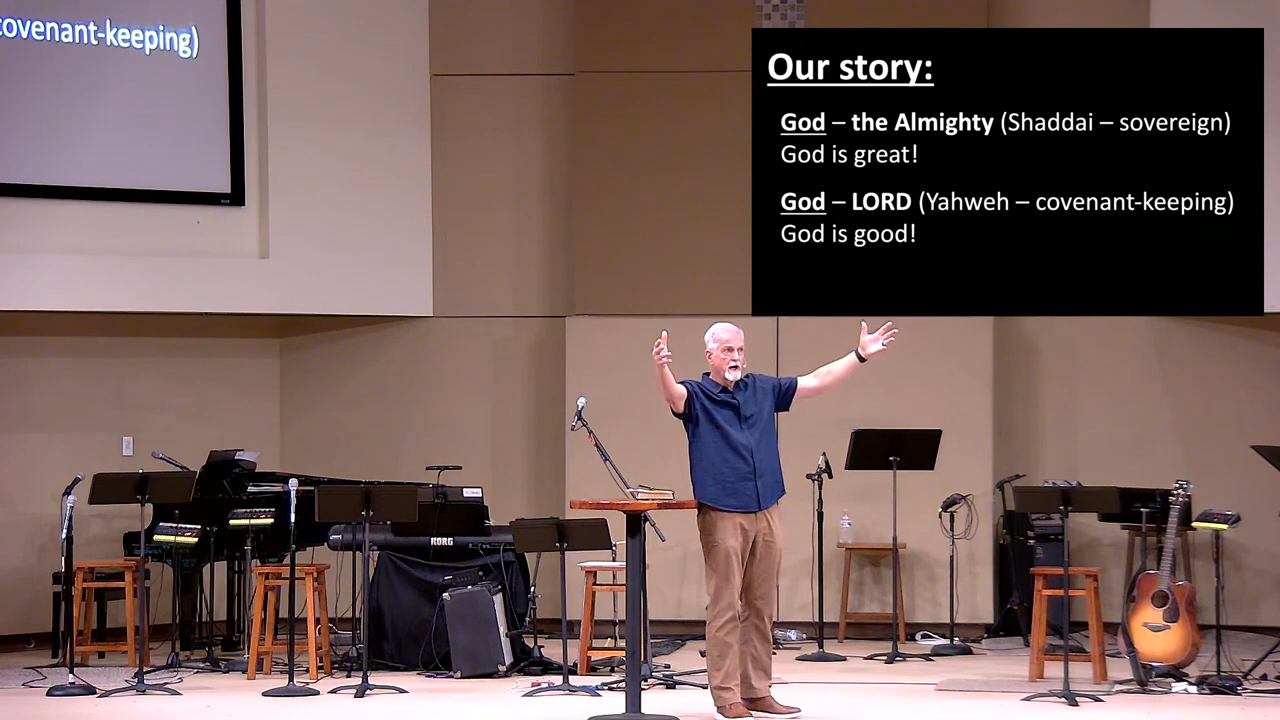 covenant-keeping)
Our story:
God – the Almighty (Shaddai – sovereign)
God is great!
God – LORD (Yahweh – covenant-keeping)
God is good!
KORG